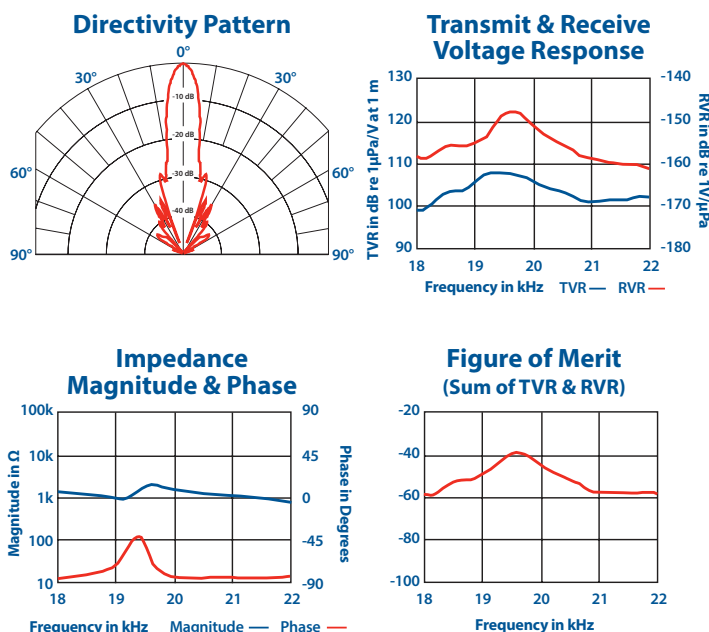 Directivity Pattern
0°
30°
30°
60°
60°
90°
90°
-10 dB
-20 dB
-30 dB
-40 dB
Transmit & Receive
Voltage Response
TVR in dB re 1µPa/V at 1 m
130
120
110
100
90
-140
-150
-160
-170
-180
RVR in dB re 1V/µPa
18 19 20 21 22
Frequency in kHz TVR RVR
Impedance
Magnitude & Phase
Magnitude in Ω
100k
10k
1k
100
10
90
45
0
-45
-90
Phase in Degrees
18 19 20 21 22
Frequency in kHz Magnitude Phase
Figure of Merit
(Sum of TVR & RVR)
-20
-40
-60
-80
-100
18 19 20 21 22
Frequency in kHz